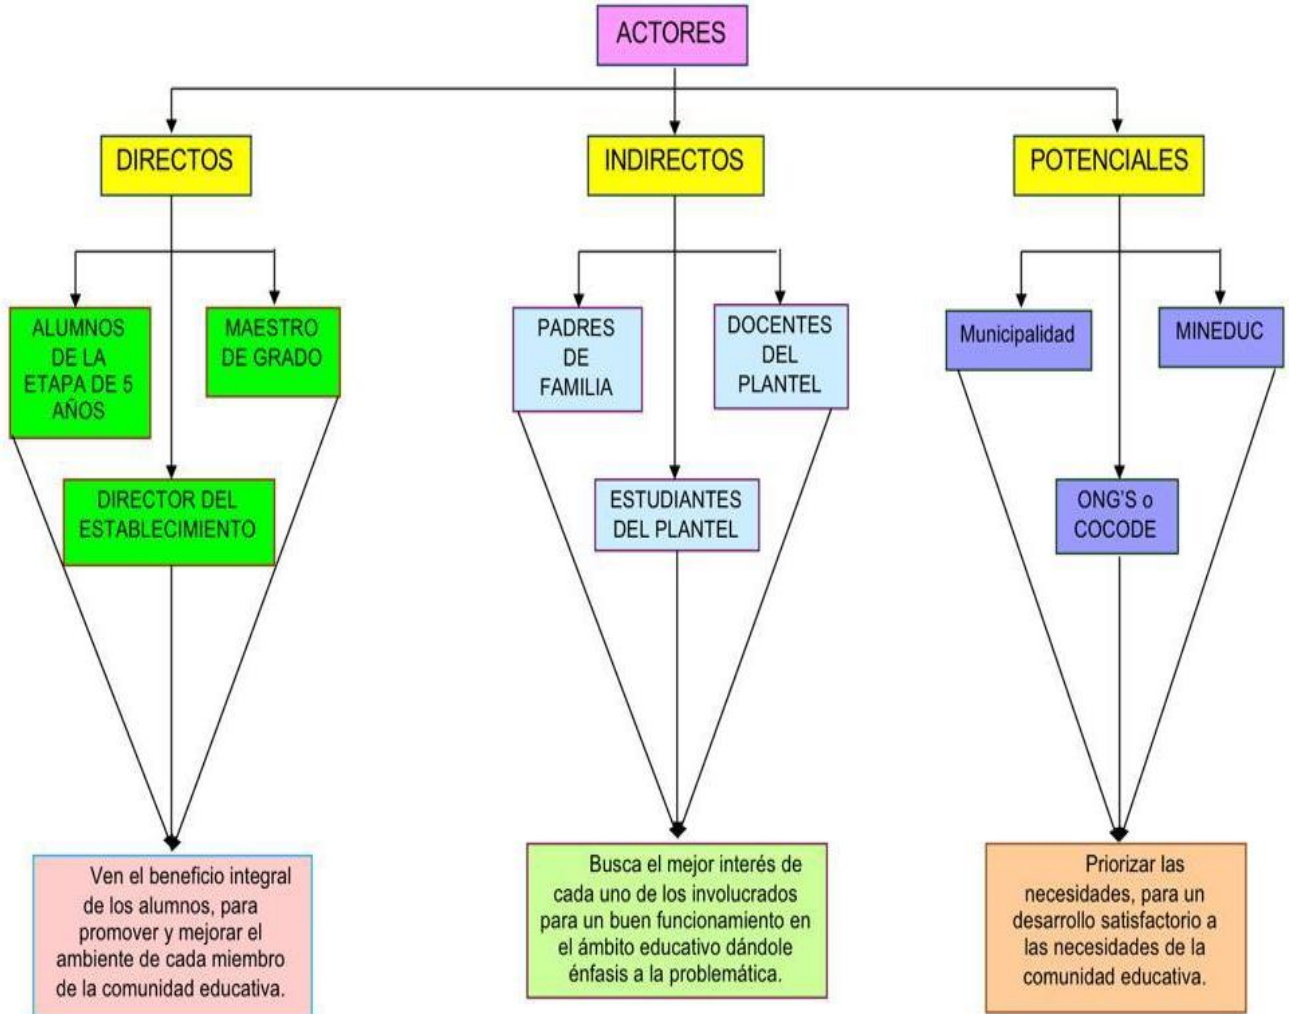 ACTORES
DIRECTOS
INDIRECTOS
POTENCIALES
ALUMNOS
DE LA
ETAPA DE 5
AÑOS
MAESTRO
DE GRADO
PADRES
DE
FAMILIA
DOCENTES
DEL
PLANTEL
Municipalidad
MINEDUC
DIRECTOR DEL
ESTABLECIMIENTO
ESTUDIANTES
DEL PLANTEL
ONG'S o
COCODE
Ven el beneficio integral
de los alumnos, para
promover y mejorar el
ambiente de cada miembro
de la comunidad educativa.
Busca el mejor interés de
cada uno de los involucrados
para un buen funcionamiento en
el ámbito educativo dándole
énfasis a la problemática.
Priorizar las
necesidades, para un
desarrollo satisfactorio a
las necesidades de la
comunidad educativa.